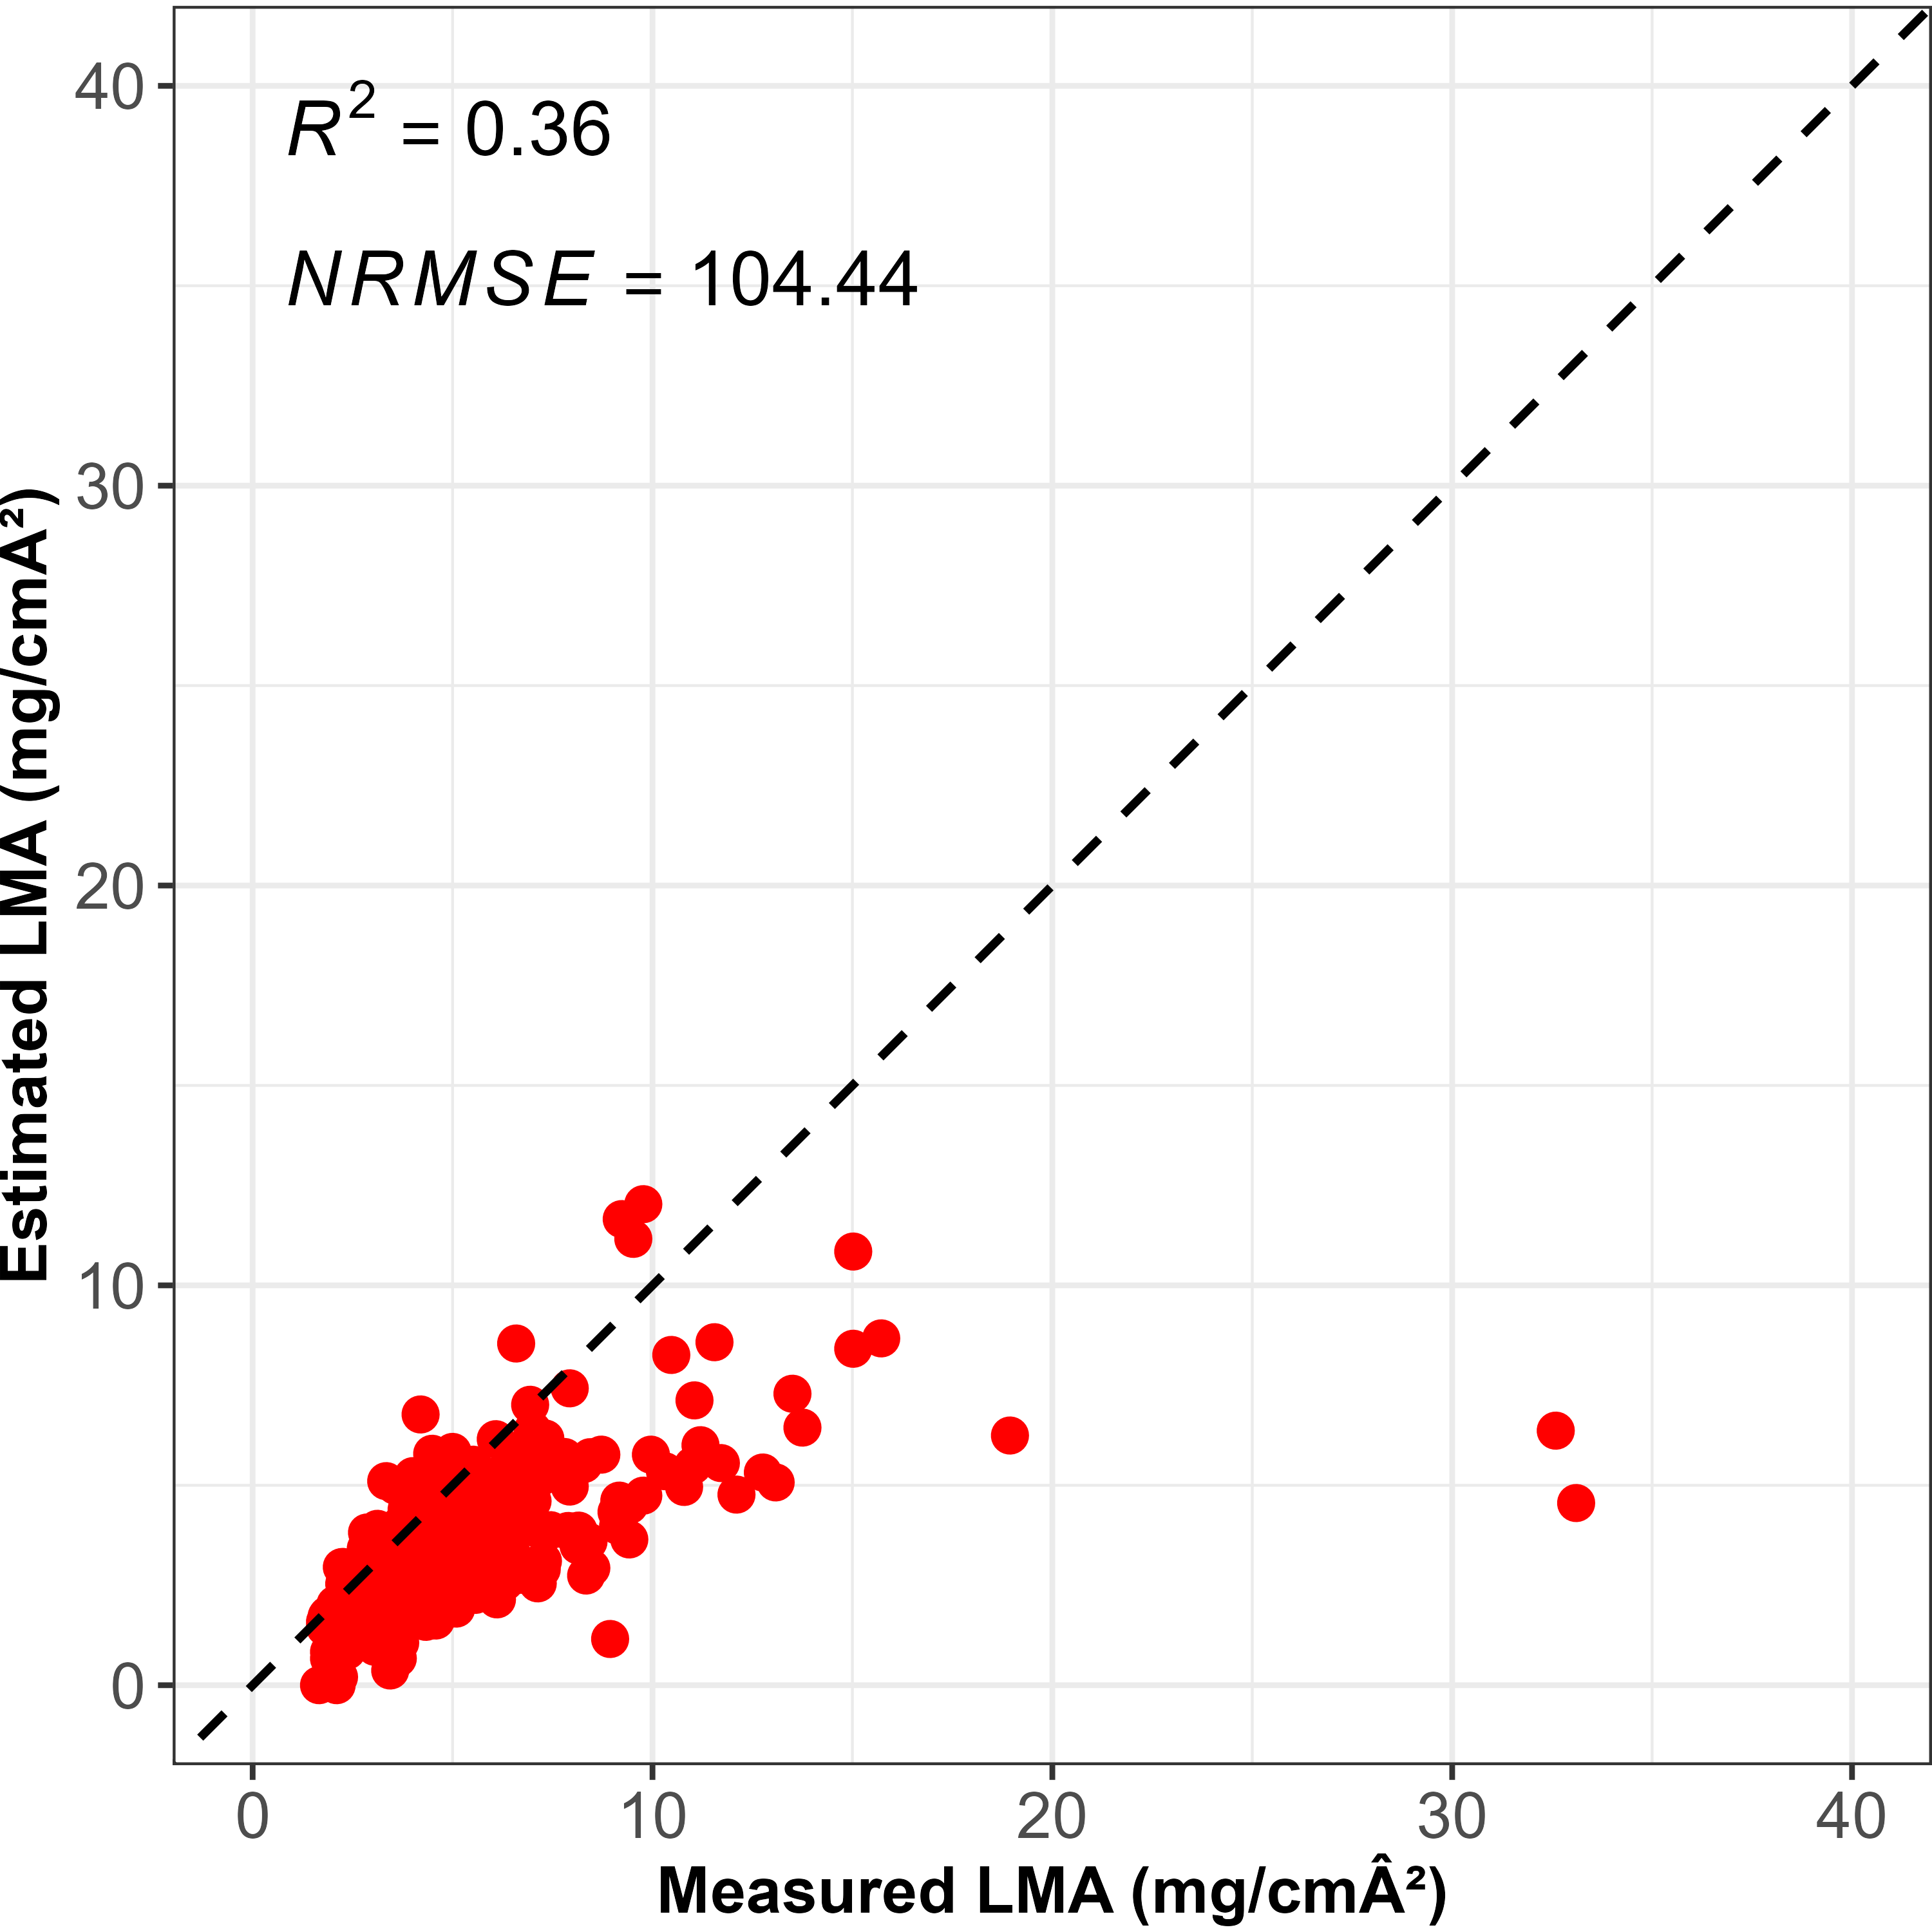 R² = 0.36
NRMSE = 104.44
40
30
20
10
0
Estimated LMA (mg/cmÂ²)
0 10 20 30 40
Measured LMA (mg/cmÂ²)